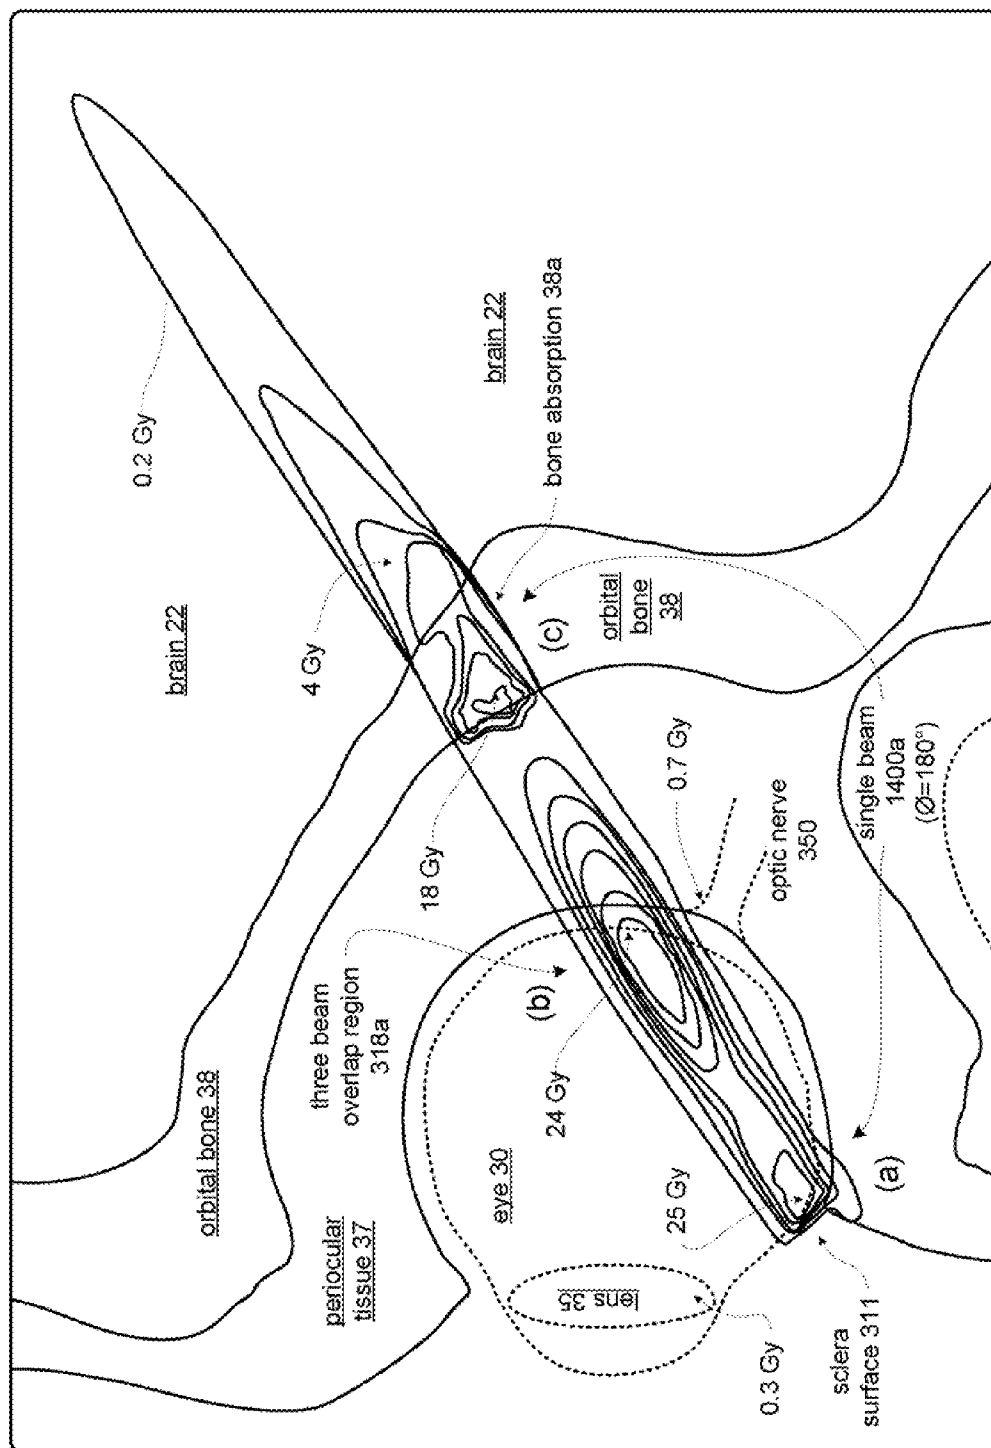 0.2 Gy
brain 22
orbital bone 38
4 Gy
three beam
overlap region
318a
periocular
tissue 37
18 Gy
brain 22
eye 30
(b)
24 Gy
bone absorption 38a
(c)
lens 35
orbital
bone
38
25 Gy
0.7 Gy
0.3 Gy
optic nerve
350
sclera
surface 311
single beam
1400a
(Ø=180°)
(a)